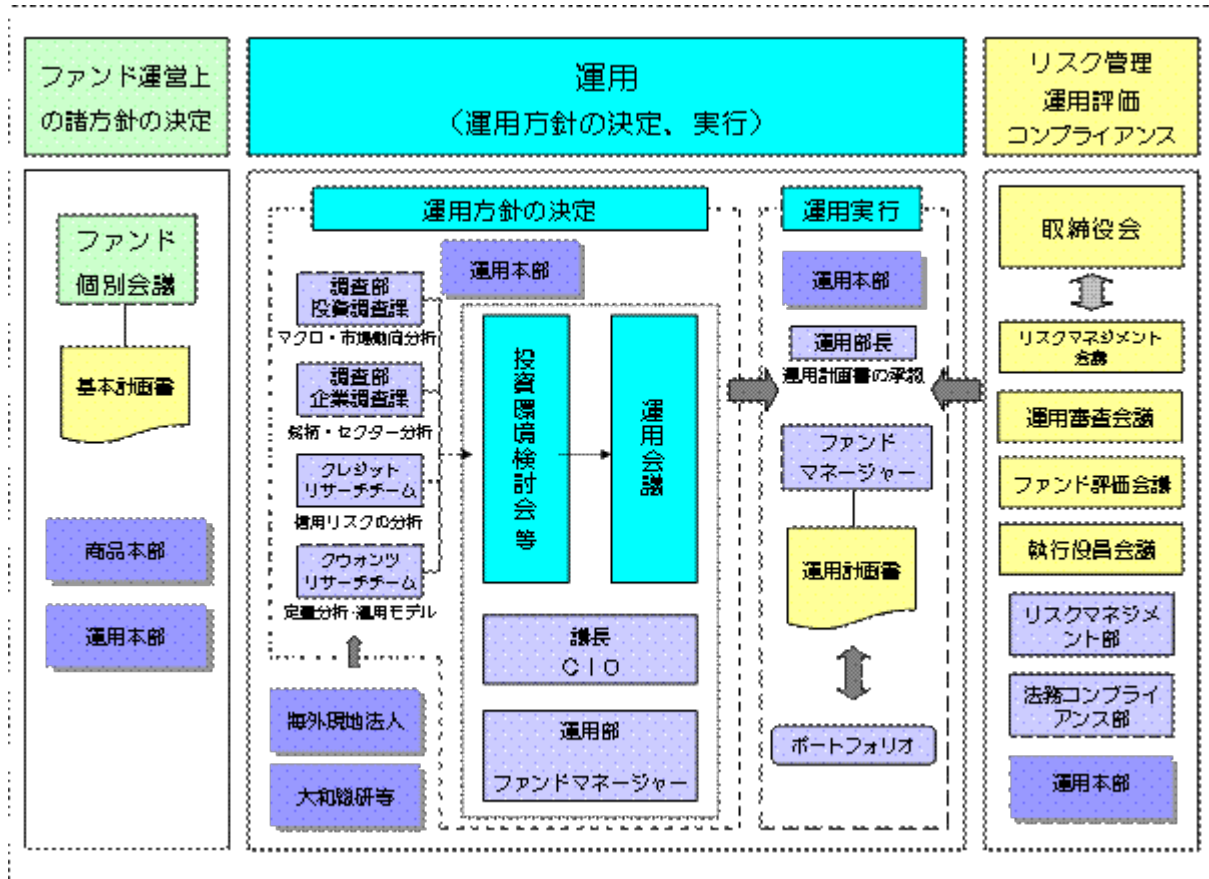 ファンド運営上
の諸方針の決定
ファンド
個別会議
基本計画書
商品本部
運用本部
運用
（運用方針の決定、実行）
運用方針の決定
運用本部
調査部
投資調査課
マクロ・市場動向分析
調査部
企業調査課
銘柄・セクター分析
クレジット
リサーチチーム
信用リスクの分析
クウォンツ
リサーチチーム
定量分析・運用モデル
海外現地法人
大和総研等
投資環境検討会等
運用会議
議長
ＣＩＯ
運用部
ファンドマネージャー
運用実行
運用本部
運用部長
運用計画書の承認
ファンド
マネージャー
運用計画書
ポートフォリオ
リスク管理
運用評価
コンプライアンス
取締役会
リスクマネジメント
会議
運用審査会議
ファンド評価会議
執行役員会議
リスクマネジメ
ント部
法務コンプライ
アンス部
運用本部